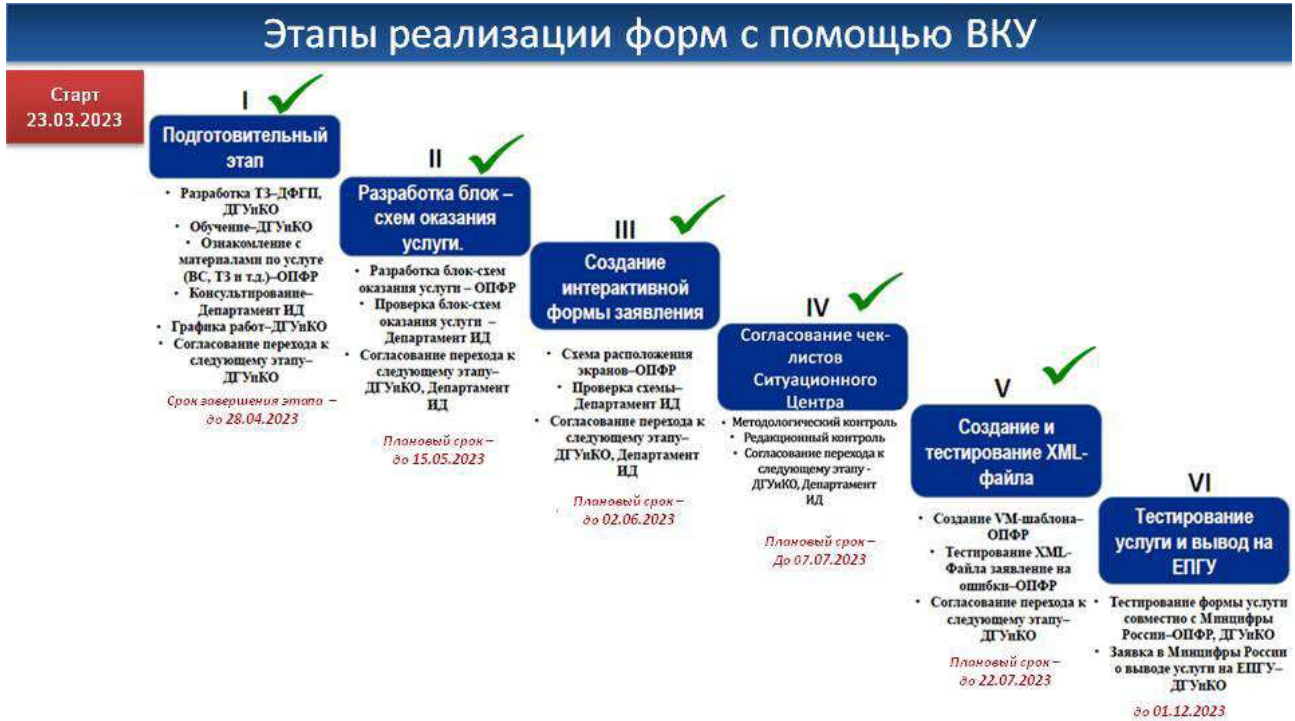 Этапы реализации форм с помощью ВКУ
Старт
23.03.2023
I
Подготовительный
этап
• Разработка ТЗ–ДФГП,
ДГУиКО
• Обучение–ДГУиКО
• Ознакомление с
материалами по услуге
(ВС, ТЗ и т.д.)–ОПФР
• Консультирование–
Департамент ИД
• Графика работ–ДГУиКО
• Согласование перехода к
следующему этапу–
ДГУиКО
Срок завершения этапа –
до 28.04.2023
II
Разработка блок –
схем оказания
услуги.
• Разработка блок-схем
оказания услуги – ОПФР
• Проверка блок-схем
оказания услуги –
Департамент ИД
• Согласование перехода к
следующему этапу–
ДГУиКО, Департамент
ИД
Плановый срок –
до 15.05.2023
III
Создание
интерактивной
формы заявления
• Схема расположения
экранов–ОПФР
• Проверка схемы–
Департамент ИД
• Согласование перехода к
следующему этапу–
ДГУиКО, Департамент
ИД
Плановый срок –
до 02.06.2023
IV
Согласование чек-
листов
Ситуационного
Центра
• Методологический контроль
• Редакционный контроль
• Согласование перехода к
следующему этапу -
ДГУиКО, Департамент
ИД
Плановый срок –
До 07.07.2023
V
Создание и
тестирование XML-
файла
• Создание VM-шаблона–
ОПФР
• Тестирование XML-
Файла заявление на
ошибки–ОПФР
• Согласование перехода к
следующему этапу–
ДГУиКО
Плановый срок –
до 22.07.2023
VI
Тестирование
услуги и вывод на
ЕПГУ
• Тестирование формы услуги
совместно с Минцифры
России–ОПФР, ДГУиКО
• Заявка в Минцифры России
о выводе услуги на ЕПГУ–
ДГУиКО
до 01.12.2023